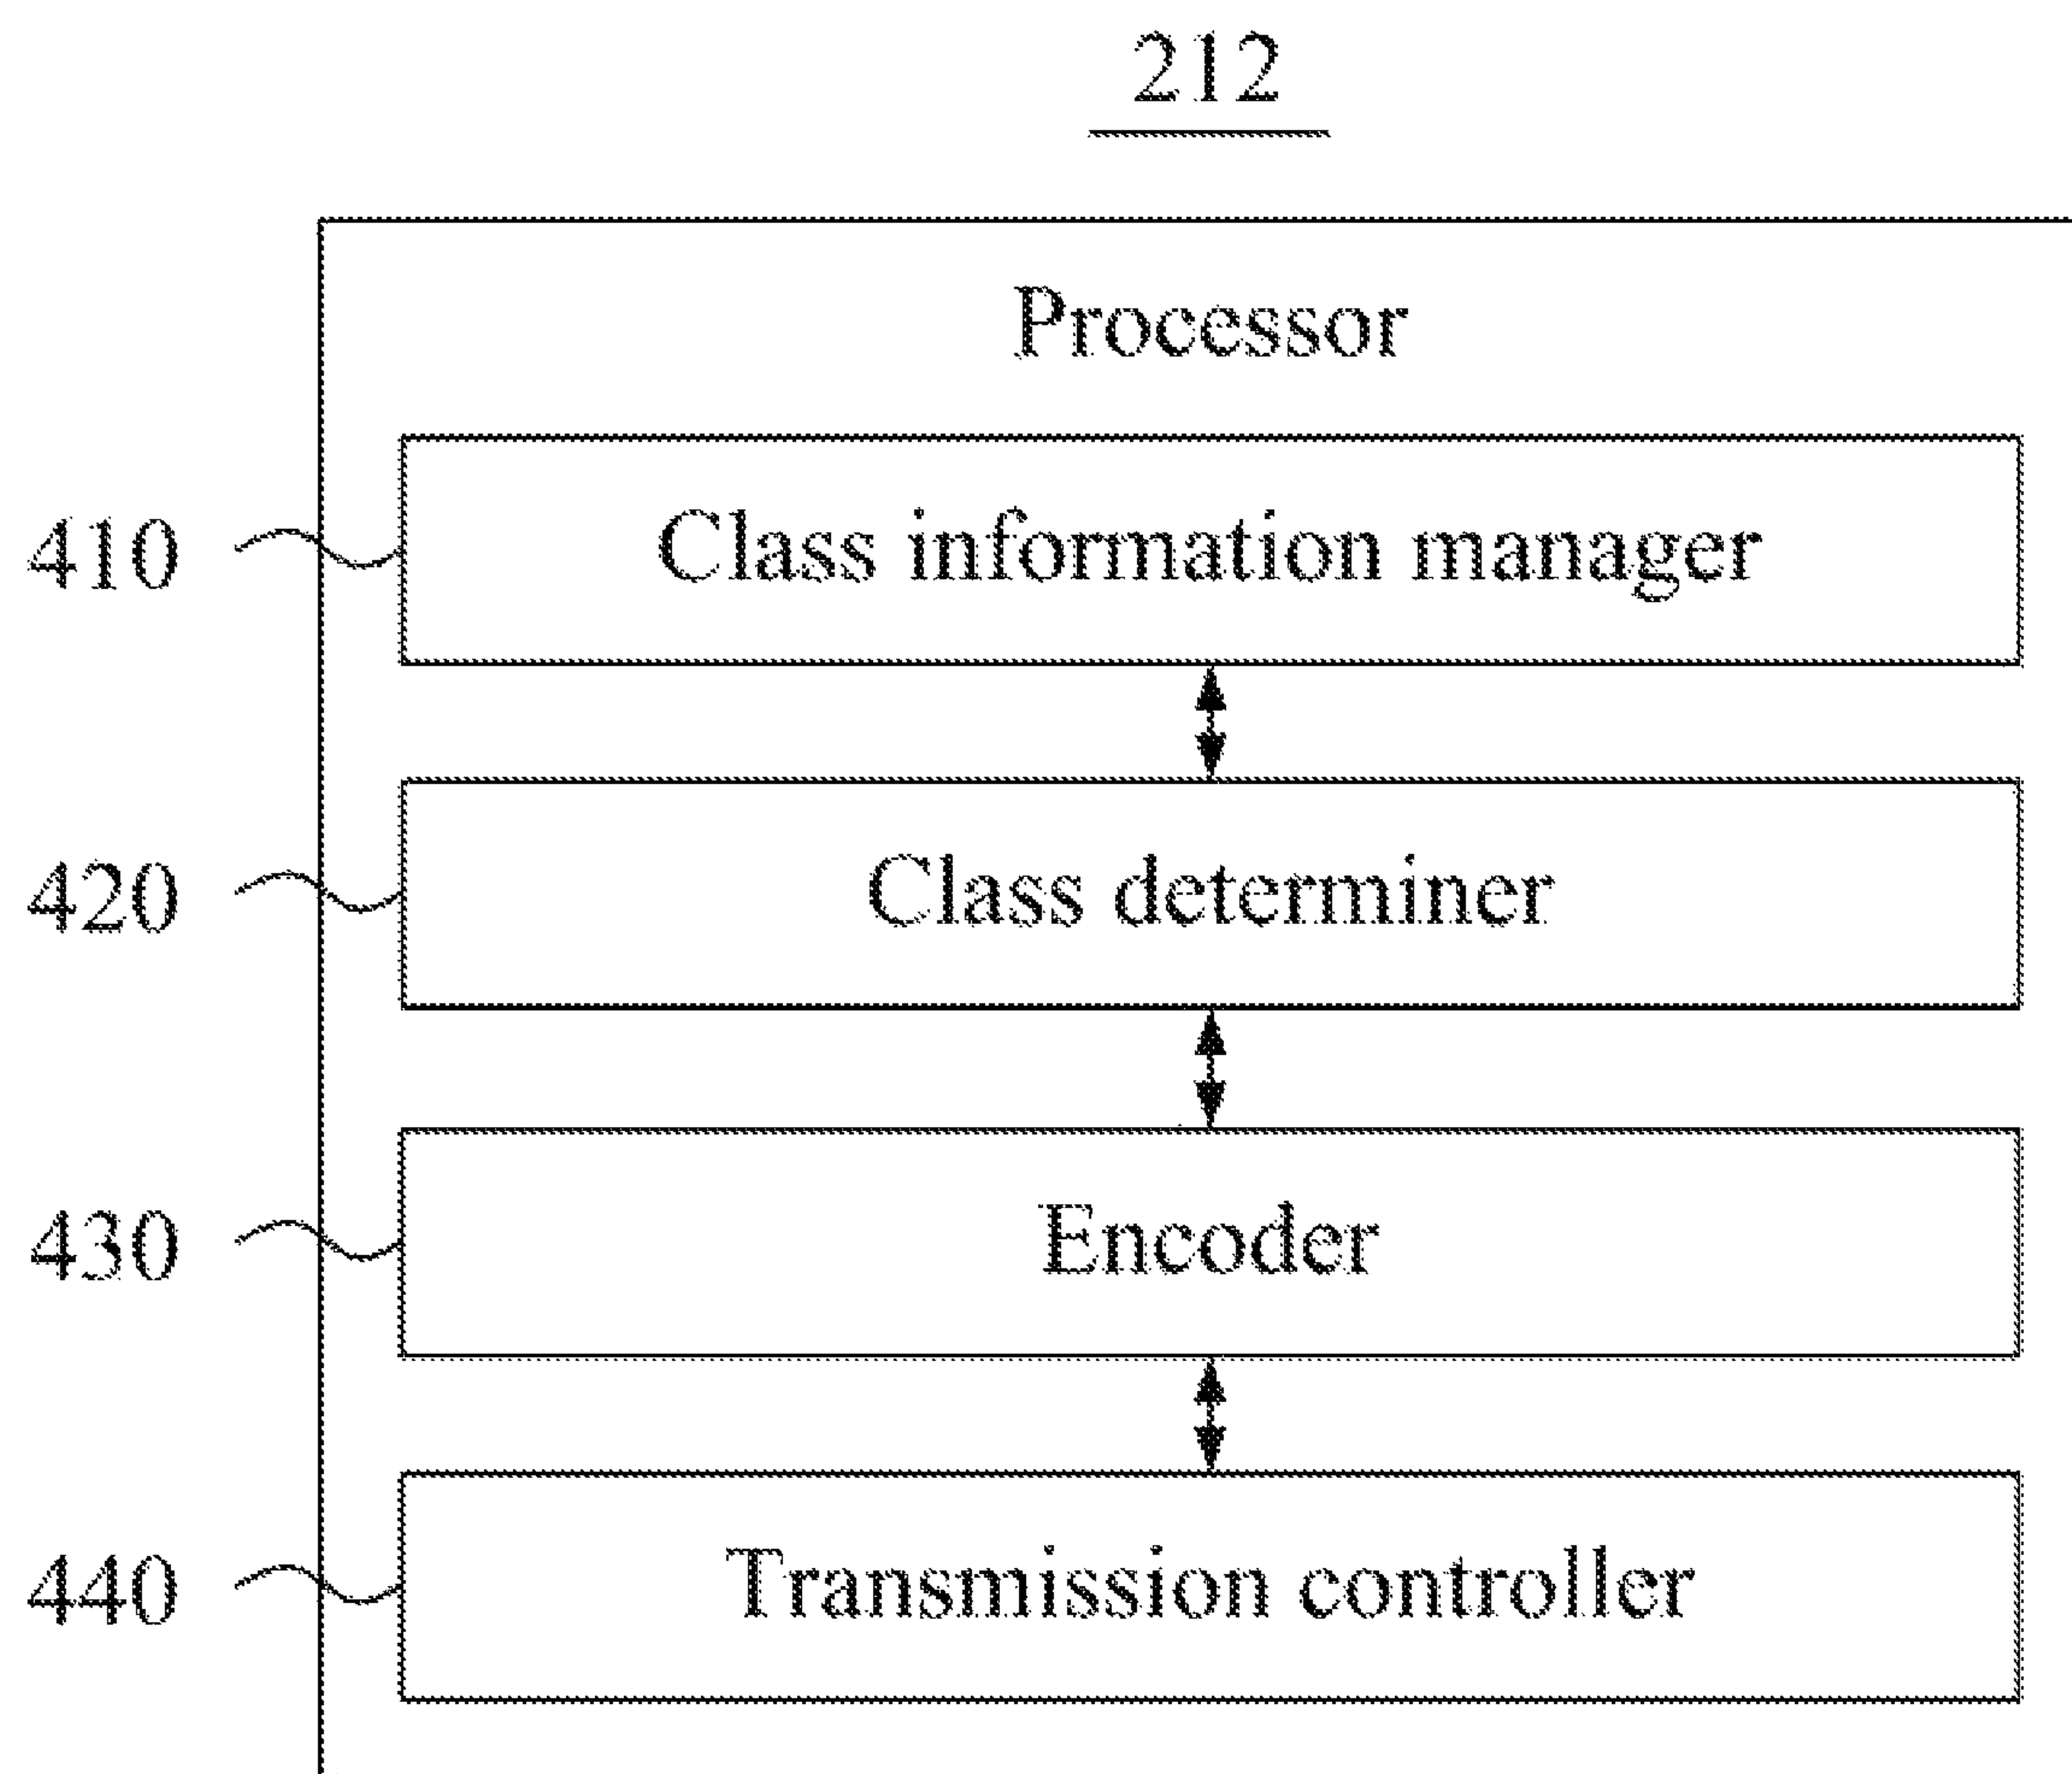 212
Processor
410 Class information manager
420 Class determiner
430 Encoder
440 Transmission controller